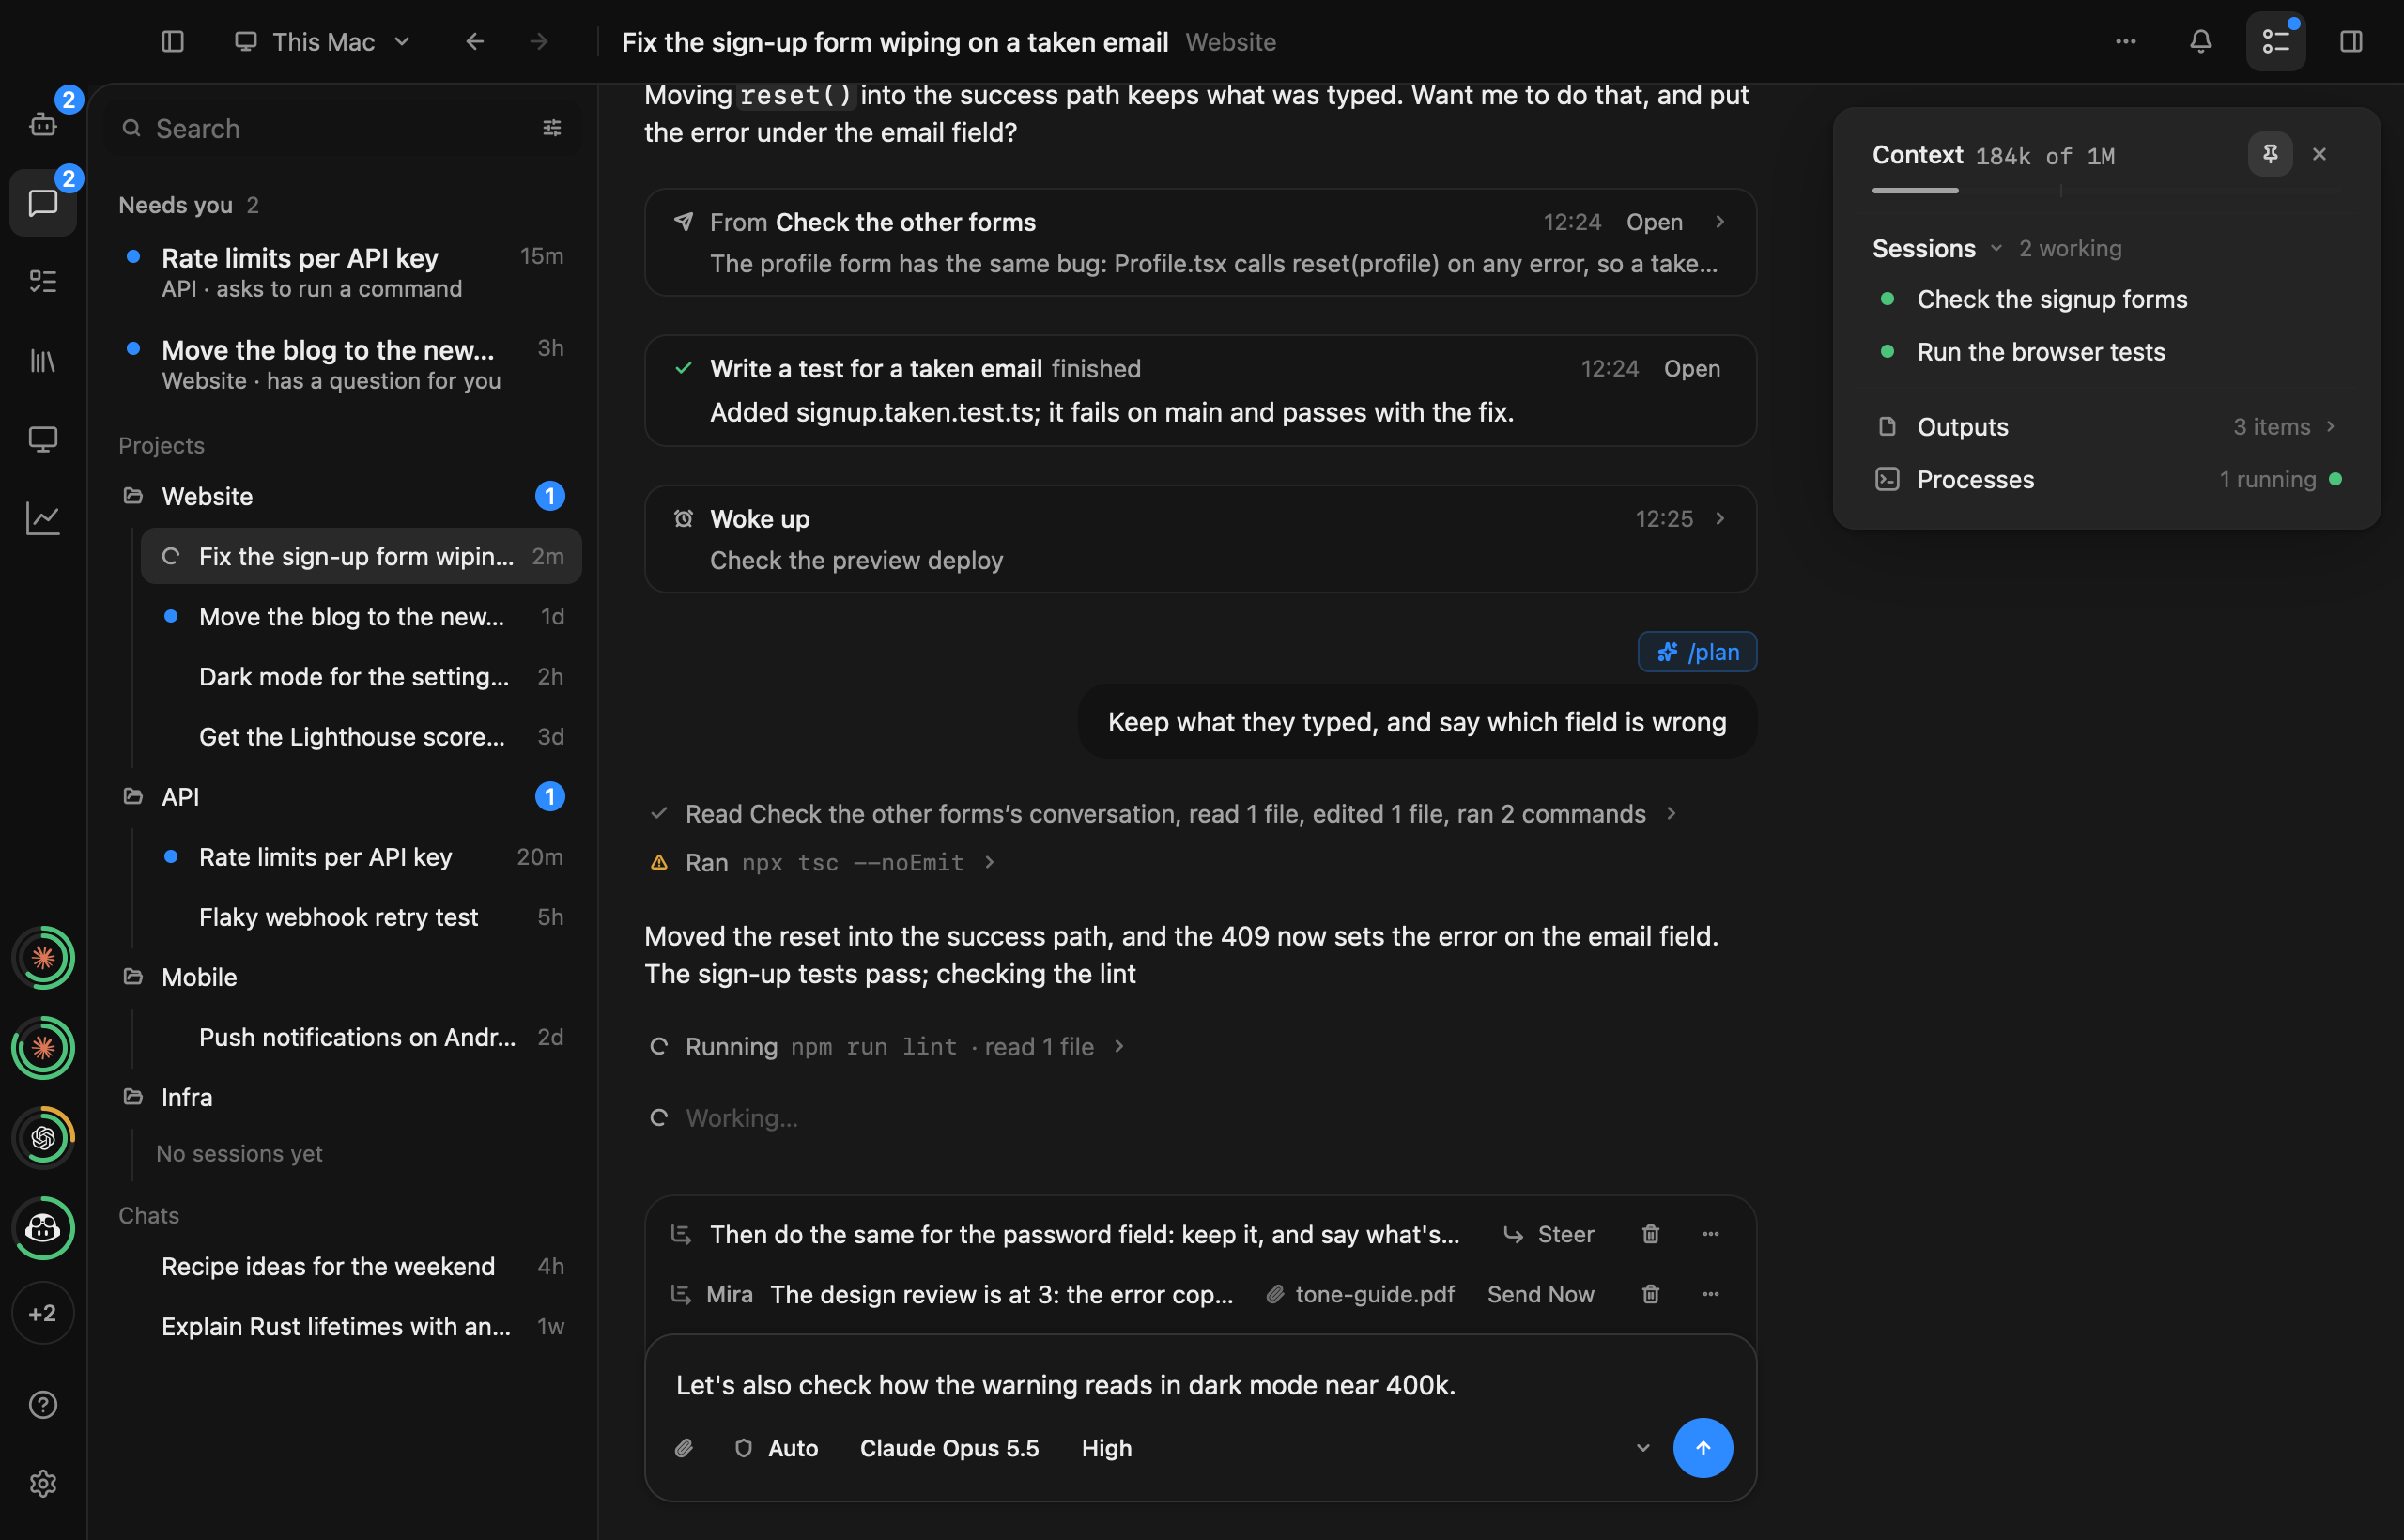 This Mac
Fix the sign-up form wiping on a taken email Website
2
2
Search
Needs you 2
Rate limits per API key 15m
API · asks to run a command
Move the blog to the new... 3h
Website · has a question for you
Projects
Website 1
Fix the sign-up form wipin... 2m
Move the blog to the new... 1d
Dark mode for the setting... 2h
Get the Lighthouse score... 3d
API 1
Rate limits per API key 20m
Flaky webhook retry test 5h
Mobile
Push notifications on Andr... 2d
Infra
No sessions yet
Chats
Recipe ideas for the weekend 4h
Explain Rust lifetimes with an... 1w
+2
Moving reset() into the success path keeps what was typed. Want me to do that, and put
the error under the email field?
From Check the other forms 12:24 Open
The profile form has the same bug: Profile.tsx calls reset(profile) on any error, so a take...
Write a test for a taken email finished 12:24 Open
Added signup.taken.test.ts; it fails on main and passes with the fix.
Woke up 12:25
Check the preview deploy
/plan
Keep what they typed, and say which field is wrong
Read Check the other forms’s conversation, read 1 file, edited 1 file, ran 2 commands
Ran npx tsc --noEmit
Moved the reset into the success path, and the 409 now sets the error on the email field.
The sign-up tests pass; checking the lint
Running npm run lint · read 1 file
Working...
Then do the same for the password field: keep it, and say what's... Steer
Mira The design review is at 3: the error cop... tone-guide.pdf Send Now
Let's also check how the warning reads in dark mode near 400k.
Auto Claude Opus 5.5 High
Context 184k of 1M
Sessions 2 working
Check the signup forms
Run the browser tests
Outputs 3 items
Processes 1 running